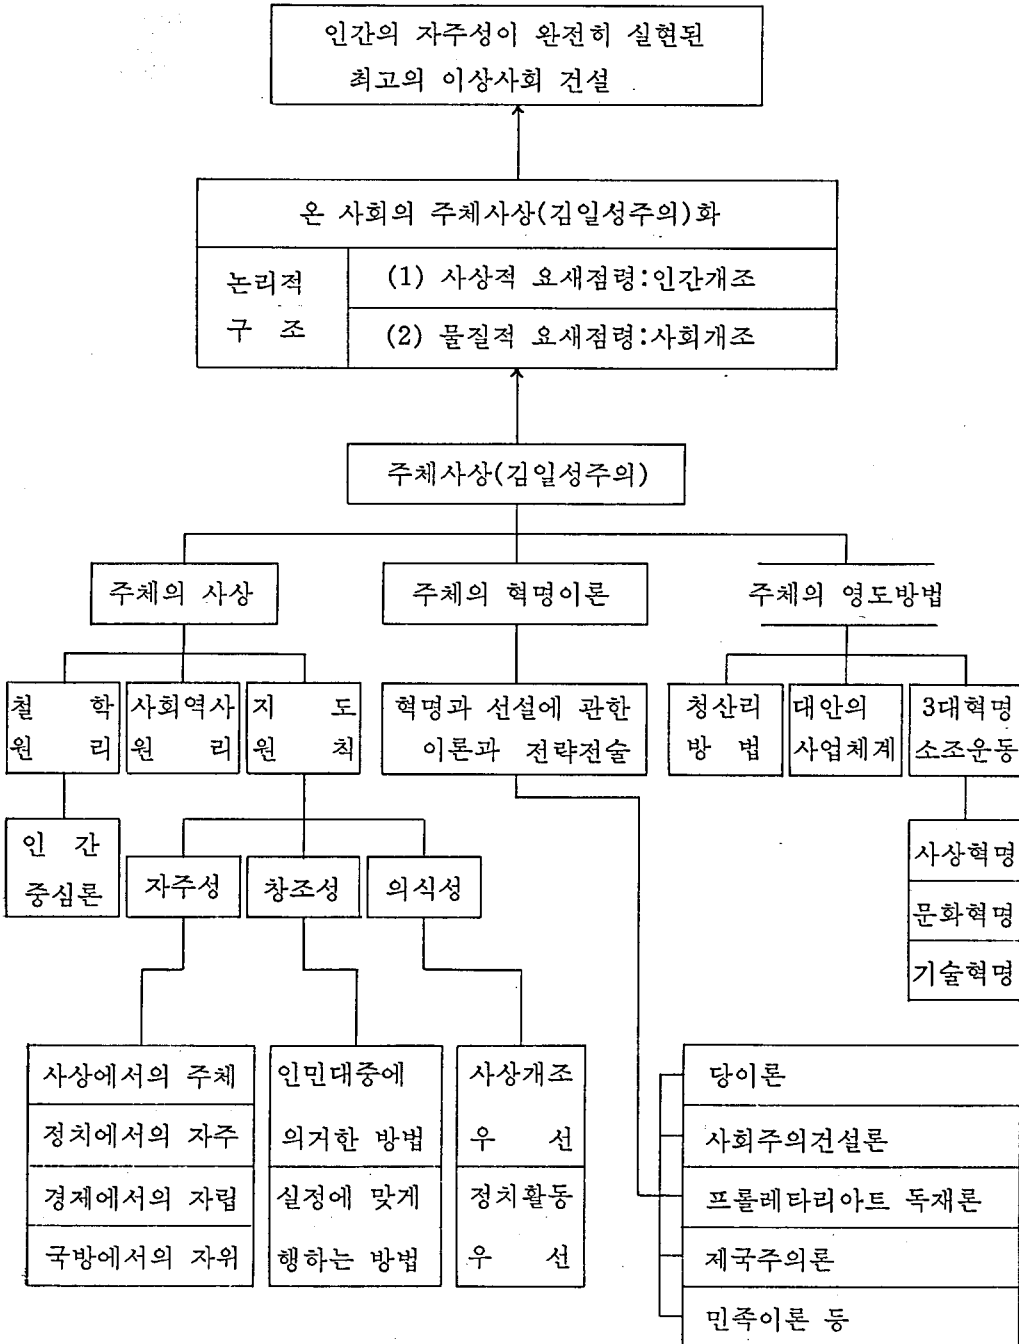 인간의 자주성이 완전히 실현된
최고의 이상사회 건설
온 사회의 주체사상(김일성주의)화
논리적
구 조
(1) 사상적 요새점령:인간개조
(2) 물질적 요새점령:사회개조
주체사상(김일성주의)
주체의 사상
주체의 혁명이론
주체의 영도방법
철 학
원 리
사회역사
원 리
지 도
원 칙
혁명과 선설에 관한
이론과 전략전술
청산리
방 법
대안의
사업체계
3대혁명
소조운동
인 간
중심론
자주성
창조성
의식성
사상혁명
문화혁명
기술혁명
사상에서의 주체
정치에서의 자주
경제에서의 자립
국방에서의 자위
인민대중에
의거한 방법
실정에 맞게
행하는 방법
사상개조
우 선
정치활동
우 선
당이론
사회주의건설론
프롤레타리아트 독재론
제국주의론
민족이론 등